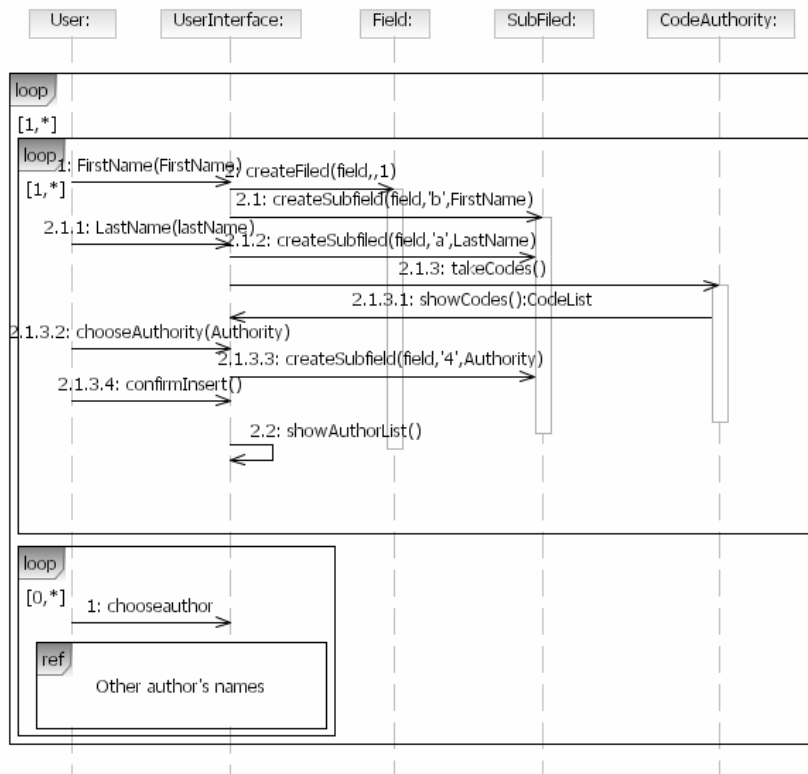 User:
UserInterface:
Field:
SubFiled:
CodeAuthority:
loop
[1,*]
loop
[1,*]
1: FirstName(FirstName)
2: createFiled(field,,1)
2.1: createSubfield(field,'b',FirstName)
2.1.1: LastName(lastName)
2.1.2: createSubfiled(field,'a',LastName)
2.1.3: takeCodes()
2.1.3.1: showCodes():CodeList
2.1.3.2: chooseAuthority(Authority)
2.1.3.3: createSubfield(field,'4',Authority)
2.1.3.4: confirmInsert()
2.2: showAuthorList()
loop
[0,*]
1: chooseauthor
ref
Other author's names